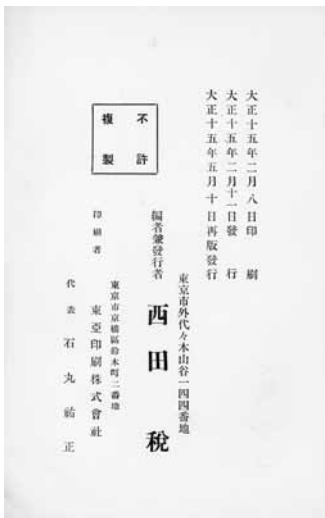 大正十五年二月八日印刷
大正十五年二月十一日發行
大正十五年五月十日再版發行
東京市外代々木山谷一四四番地
編者兼發行者 西田税
不許
複製
東京市京橋區鈴木町二番地
印刷者 東亞印刷株式會社
代表 石丸祐正